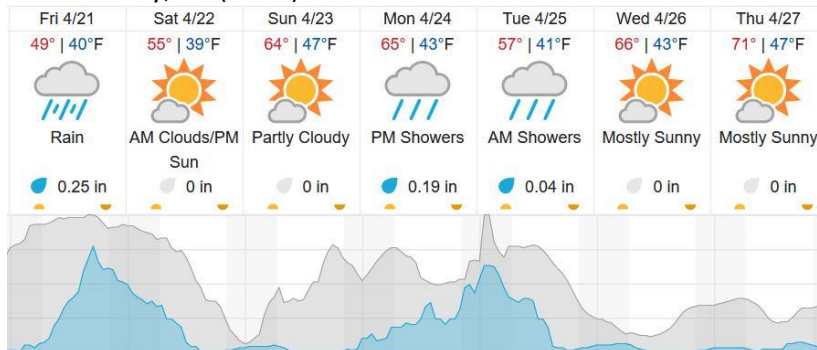 Fri 4/21 Sat 4/22 Sun 4/23 Mon 4/24 Tue 4/25 Wed 4/26 Thu 4/27
49° | 40°F 55° | 39°F 64° | 47°F 65° | 43°F 57° | 41°F 66° | 43°F 71° | 47°F
Rain AM Clouds/PM Partly Cloudy PM Showers AM Showers Mostly Sunny Mostly Sunny
Sun
0.25 in 0 in 0 in 0.19 in 0.04 in 0 in 0 in